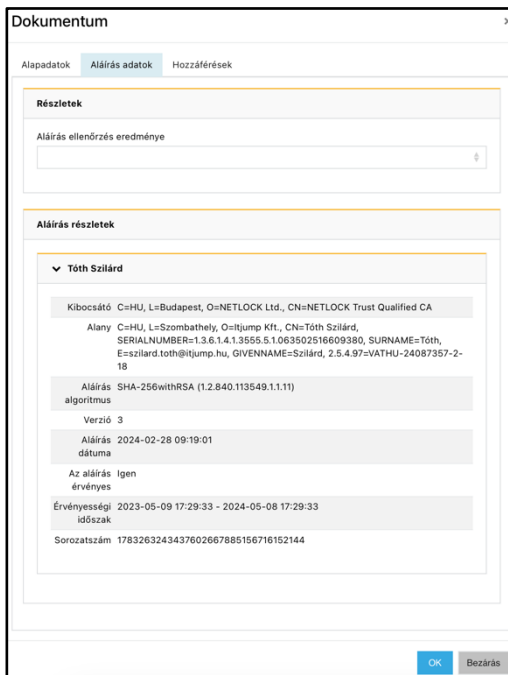 Dokumentum
Alapadatok Aláírás adatok Hozzáférések
Részletek
Aláírás ellenőrzés eredménye
Aláírás részletek
Tóth Szilárd
Kibocsátó C=HU, L=Budapest, O=NETLOCK Ltd., CN=NETLOCK Trust Qualified CA
Alany C=HU, L=Szombathely, O=Itjump Kft., CN=Tóth Szilárd,
SERIALNUMBER=1.3.6.1.4.1.3555.5.1.063502516609380, SURNAME=Tóth,
E=szilard.toth@itjump.hu, GIVENNAME=Szilárd, 2.5.4.97=VATHU-24087357-2-
18
Aláírás SHA-256withRSA (1.2.840.113549.1.1.11)
algoritmus
Verzió 3
Aláírás 2024-02-28 09:19:01
dátuma
Az aláírás Igen
érvényes
Érvényességi 2023-05-09 17:29:33 - 2024-05-08 17:29:33
időszak
Sorozatszám 178326324343760266788515671615​2144
OK Bezárás